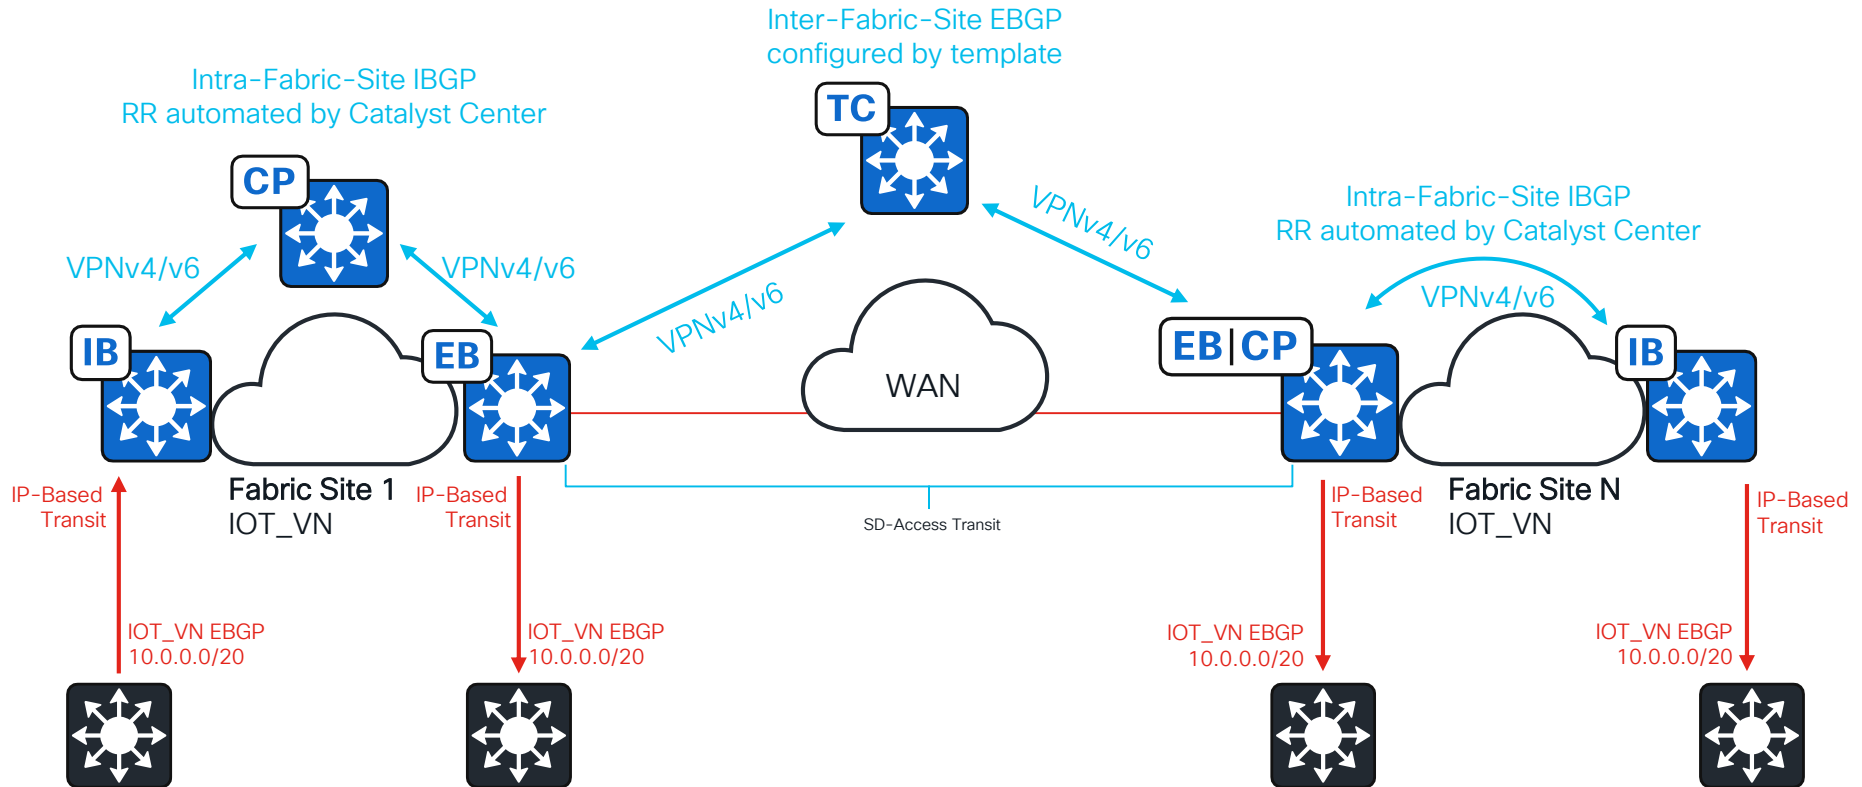 Inter-Fabric-Site EBGP
configured by template
Intra-Fabric-Site IBGP
RR automated by Catalyst Center
TC
CP
VPNv4/v6
VPNv4/v6
VPNv4/v6
VPNv4/v6
Intra-Fabric-Site IBGP
RR automated by Catalyst Center
VPNv4/v6
IB
EB
WAN
EB|CP
IB
IP-Based
Transit
Fabric Site 1
IOT_VN
IP-Based
Transit
SD-Access Transit
IP-Based
Transit
Fabric Site N
IOT_VN
IP-Based
Transit
IOT_VN EBGP
10.0.0.0/20
IOT_VN EBGP
10.0.0.0/20
IOT_VN EBGP
10.0.0.0/20
IOT_VN EBGP
10.0.0.0/20